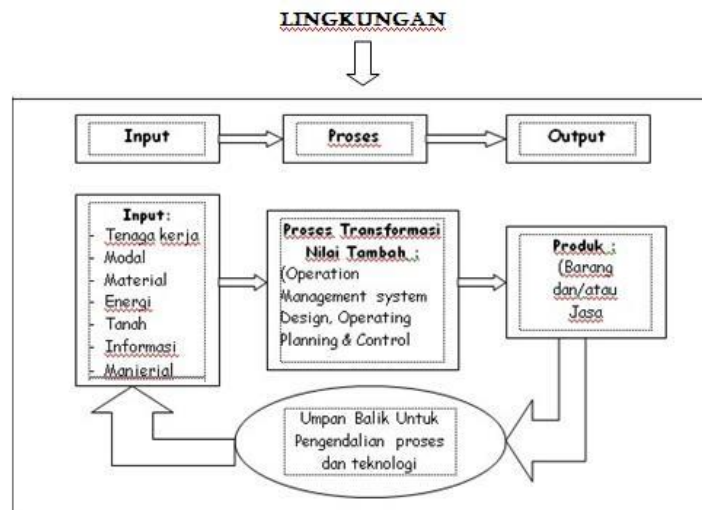 LINGKUNGAN
Input
Proses
Output
Input:
- Tenaga kerja
- Modal
- Material
- Energi
- Tanah
- Informasi
- Manierial
Proses Transformasi
Nilai Tambah :
(Operation
Management system
Design, Operating
Planning & Control
Produk :
(Barang
dan/atau
Jasa
Umpan Balik Untuk
Pengendalian proses
dan teknologi